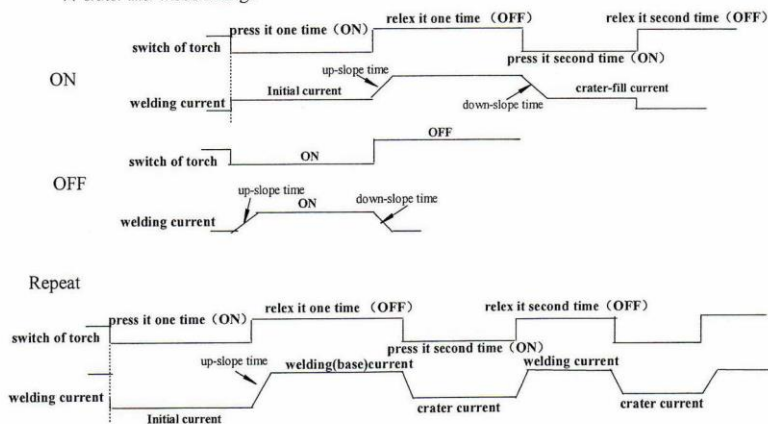 press it one time (ON)
relex it one time (OFF)
relex it second time (OFF)
switch of torch
press it second time (ON)
ON
up-slope time
Initial current
down-slope time
crater-fill current
welding current
OFF
switch of torch
ON
OFF
up-slope time
ON
down-slope time
welding current
Repeat
press it one time (ON)
relex it one time (OFF)
relex it second time (OFF)
switch of torch
press it second time (ON)
up-slope time
welding(base)current
welding current
welding current
crater current
crater current
Initial current